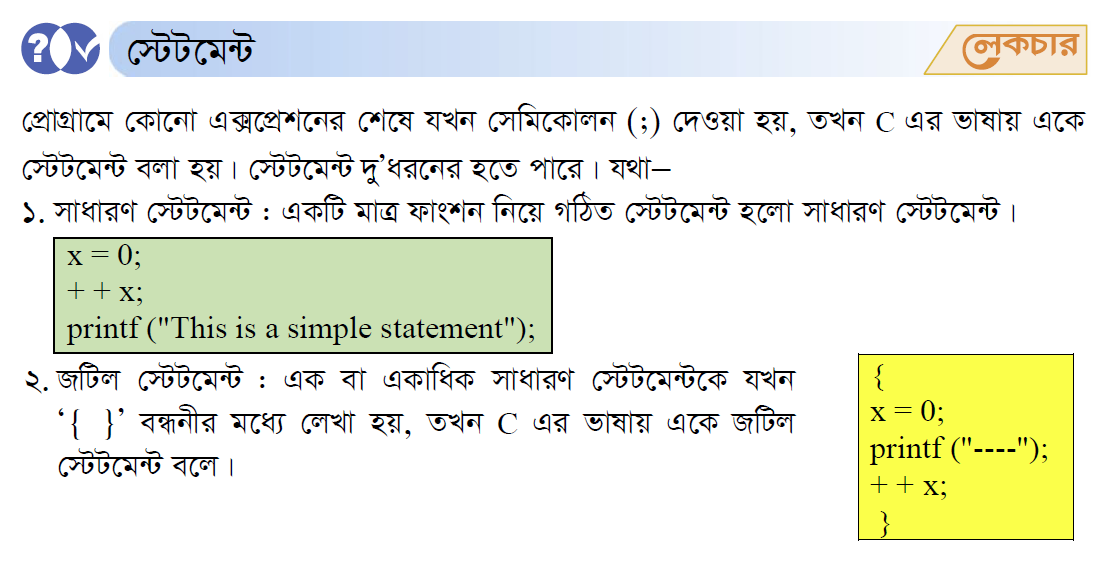 ?
স্টেটমেন্ট
লেকচার
প্রোগ্রামে কোনো এক্সপ্রেশনের শেষে যখন সেমিকোলন (;) দেওয়া হয়, তখন C এর ভাষায় একে
স্টেটমেন্ট বলা হয়। স্টেটমেন্ট দু’ধরনের হতে পারে। যথা–
১. সাধারণ স্টেটমেন্ট : একটি মাত্র ফাংশন নিয়ে গঠিত স্টেটমেন্ট হলো সাধারণ স্টেটমেন্ট।
x = 0;
+ + x;
printf ("This is a simple statement");
২. জটিল স্টেটমেন্ট : এক বা একাধিক সাধারণ স্টেটমেন্টকে যখন
‘{ }’ বন্ধনীর মধ্যে লেখা হয়, তখন C এর ভাষায় একে জটিল
স্টেটমেন্ট বলে।
{
x = 0;
printf ("----");
+ + x;
}